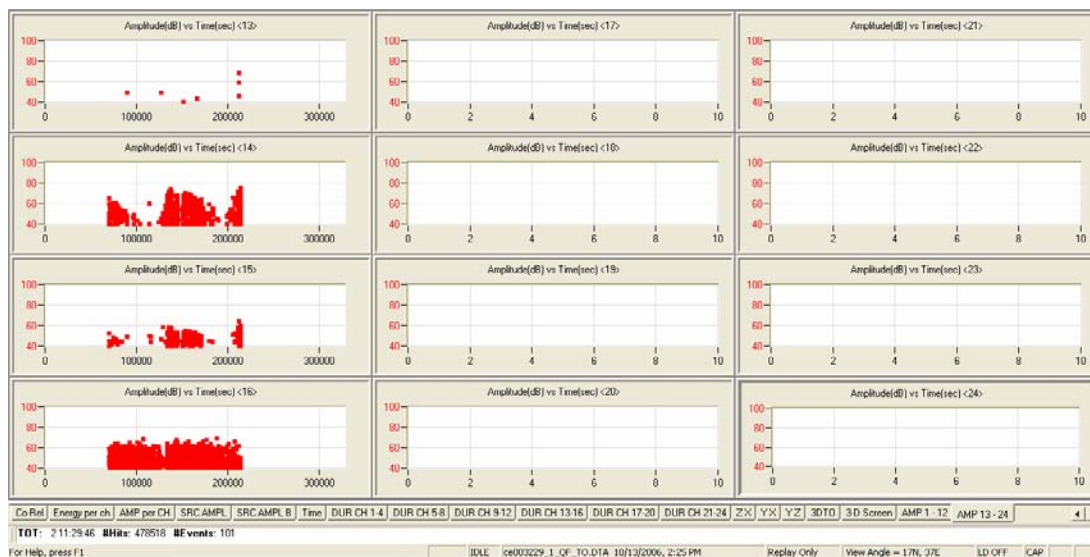 Amplitude(dB) vs Time(sec) <13>
100
80
60
40
0 100000 200000 300000
Amplitude(dB) vs Time(sec) <17>
100
80
60
40
0 2 4 6 8 10
Amplitude(dB) vs Time(sec) <21>
100
80
60
40
0 2 4 6 8 10
Amplitude(dB) vs Time(sec) <14>
100
80
60
40
0 100000 200000 300000
Amplitude(dB) vs Time(sec) <18>
100
80
60
40
0 2 4 6 8 10
Amplitude(dB) vs Time(sec) <22>
100
80
60
40
0 2 4 6 8 10
Amplitude(dB) vs Time(sec) <15>
100
80
60
40
0 100000 200000 300000
Amplitude(dB) vs Time(sec) <19>
100
80
60
40
0 2 4 6 8 10
Amplitude(dB) vs Time(sec) <23>
100
80
60
40
0 2 4 6 8 10
Amplitude(dB) vs Time(sec) <16>
100
80
60
40
0 100000 200000 300000
Amplitude(dB) vs Time(sec) <20>
100
80
60
40
0 2 4 6 8 10
Amplitude(dB) vs Time(sec) <24>
100
80
60
40
0 2 4 6 8 10
Co-Rel Energy per ch AMP per CH SRC AMPL SRC AMPL B Time DUR CH 1-4 DUR CH 5-8 DUR CH 9-12 DUR CH 13-16 DUR CH 17-20 DUR CH 21-24 ZX YX YZ 3DTO 3-D Screen AMP 1 - 12 AMP 13 - 24
TOT: 2 11:29:46 #Hits: 478518 #Events: 101
For Help, press F1 IDLE ce003229_1_QF_TO.DTA 10/13/2006, 2:25 PM Replay Only View Angle = 17N, 37E LD OFF CAP